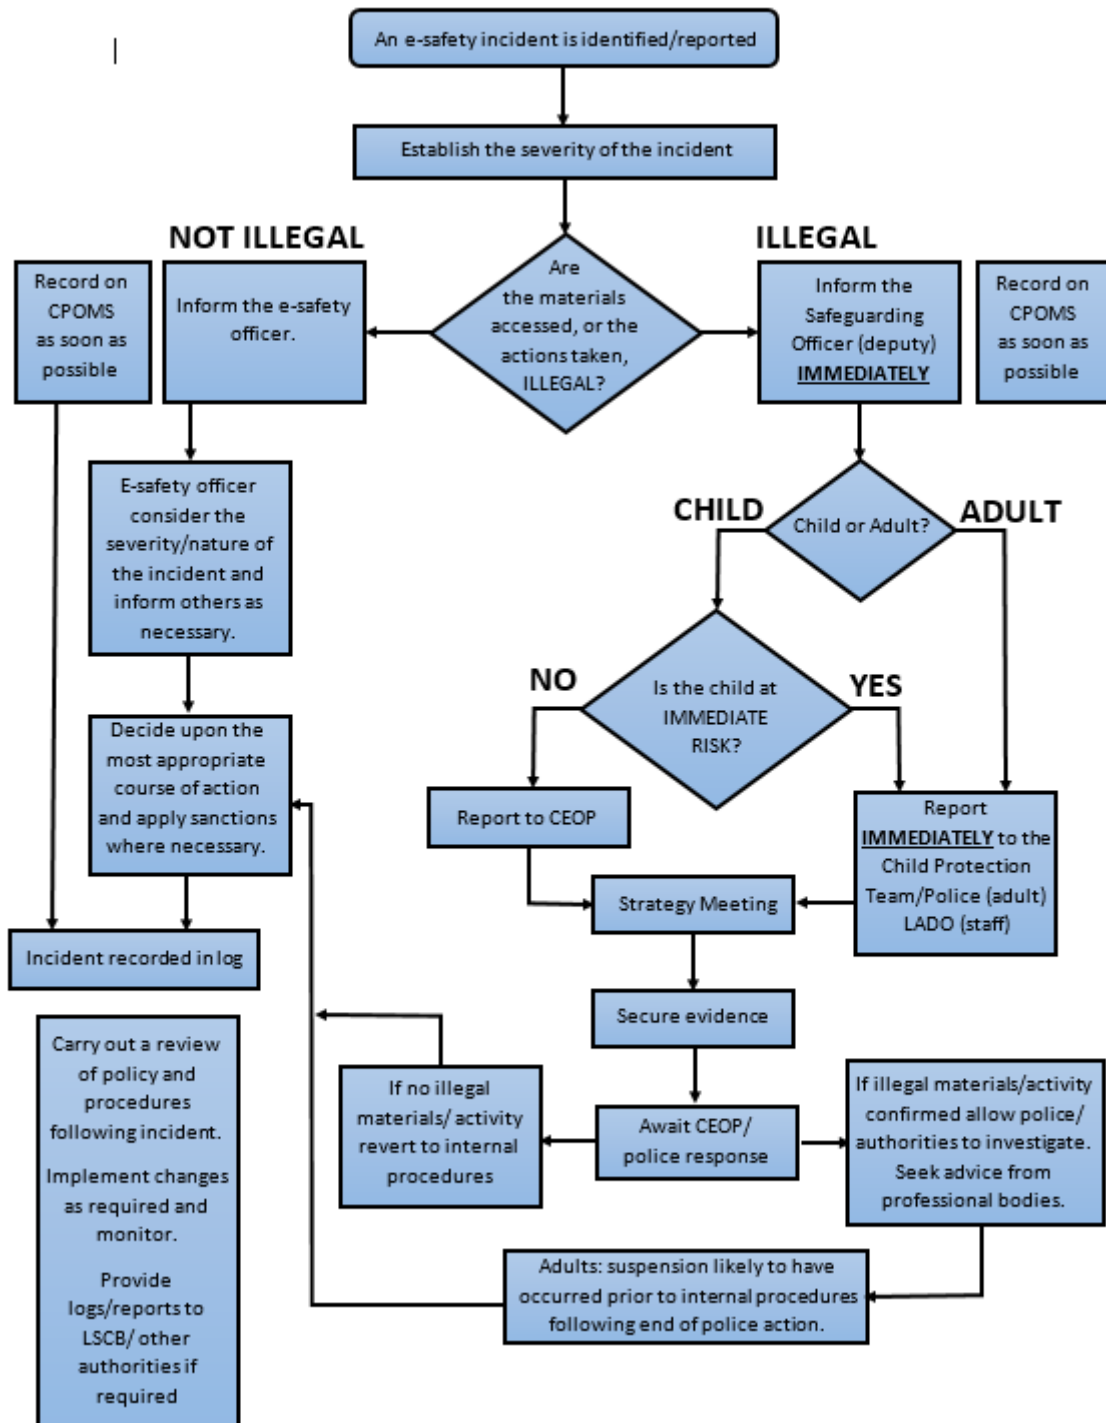 An e-safety incident is identified/reported
Establish the severity of the incident
NOT ILLEGAL
ILLEGAL
Record on
CPOMS
as soon as
possible
Inform the e-safety
officer.
Are
the materials
accessed, or the
actions taken,
ILLEGAL?
Inform the
Safeguarding
Officer (deputy)
IMMEDIATELY
Record on
CPOMS
as soon as
possible
E-safety officer
consider the
severity/nature of
the incident and
inform others as
necessary.
CHILD
Child or Adult?
ADULT
NO
Is the child at
IMMEDIATE
RISK?
YES
Decide upon the
most appropriate
course of action
and apply sanctions
where necessary.
Report to CEOP
Report
IMMEDIATELY to the
Child Protection
Team/Police (adult)
LADO (staff)
Strategy Meeting
Incident recorded in log
Secure evidence
Carry out a review
of policy and
procedures
following incident.
Implement changes
as required and
monitor.
Provide
logs/reports to
LSCB/ other
authorities if
required
If no illegal
materials/ activity
revert to internal
procedures
Await CEOP/
police response
If illegal materials/activity
confirmed allow police/
authorities to investigate.
Seek advice from
professional bodies.
Adults: suspension likely to have
occurred prior to internal procedures
following end of police action.